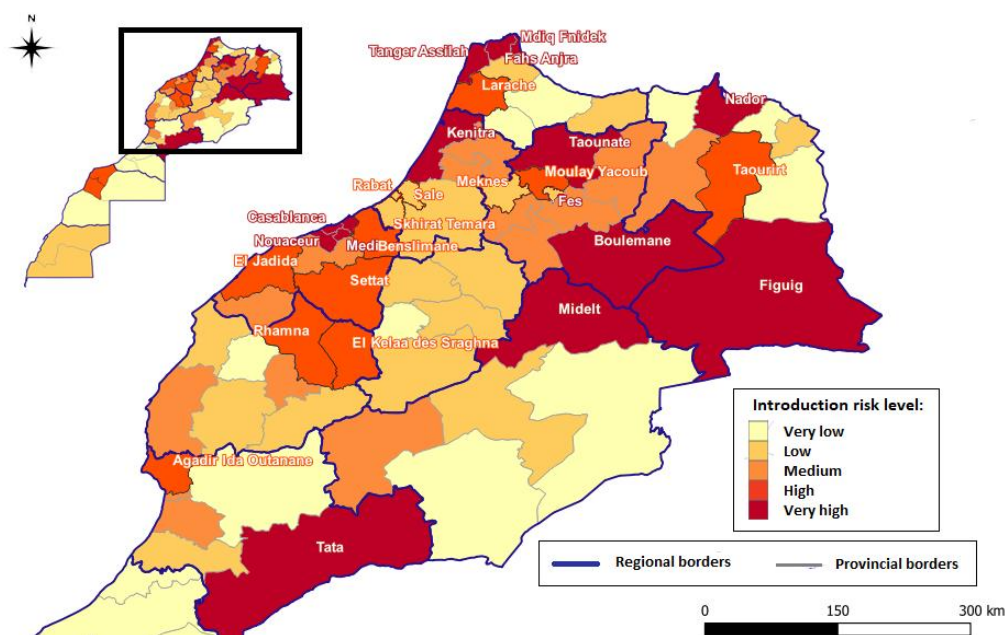 N
Mdiq Fnidek
Tanger Assilah
Fahs Anjra
Larache
Nador
Kenitra
Taounate
Rabat
Meknes
Moulay Yacoub
Taourirt
Sale
Fes
Casablanca
Skhirat Temara
Nouaceur
MediBenslimane
Boulemane
El Jadida
Settat
Figuig
Midelt
Rhamna
El Kelaa des Sraghna
Introduction risk level:
Very low
Low
Medium
High
Very high
Agadir Ida Outanane
Tata
Regional borders
Provincial borders
0 150 300 km